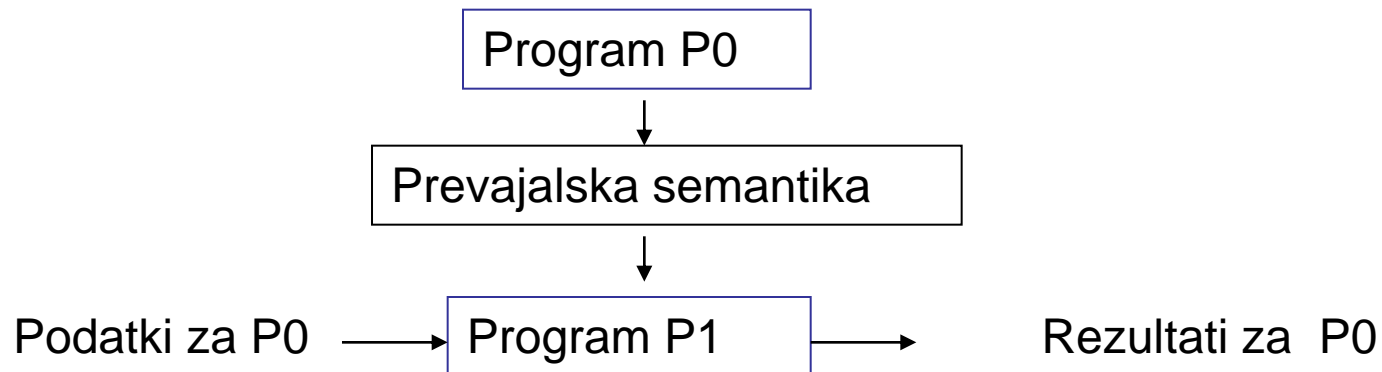 Program P0
Prevajalska semantika
Podatki za P0 Program P1 Rezultati za P0